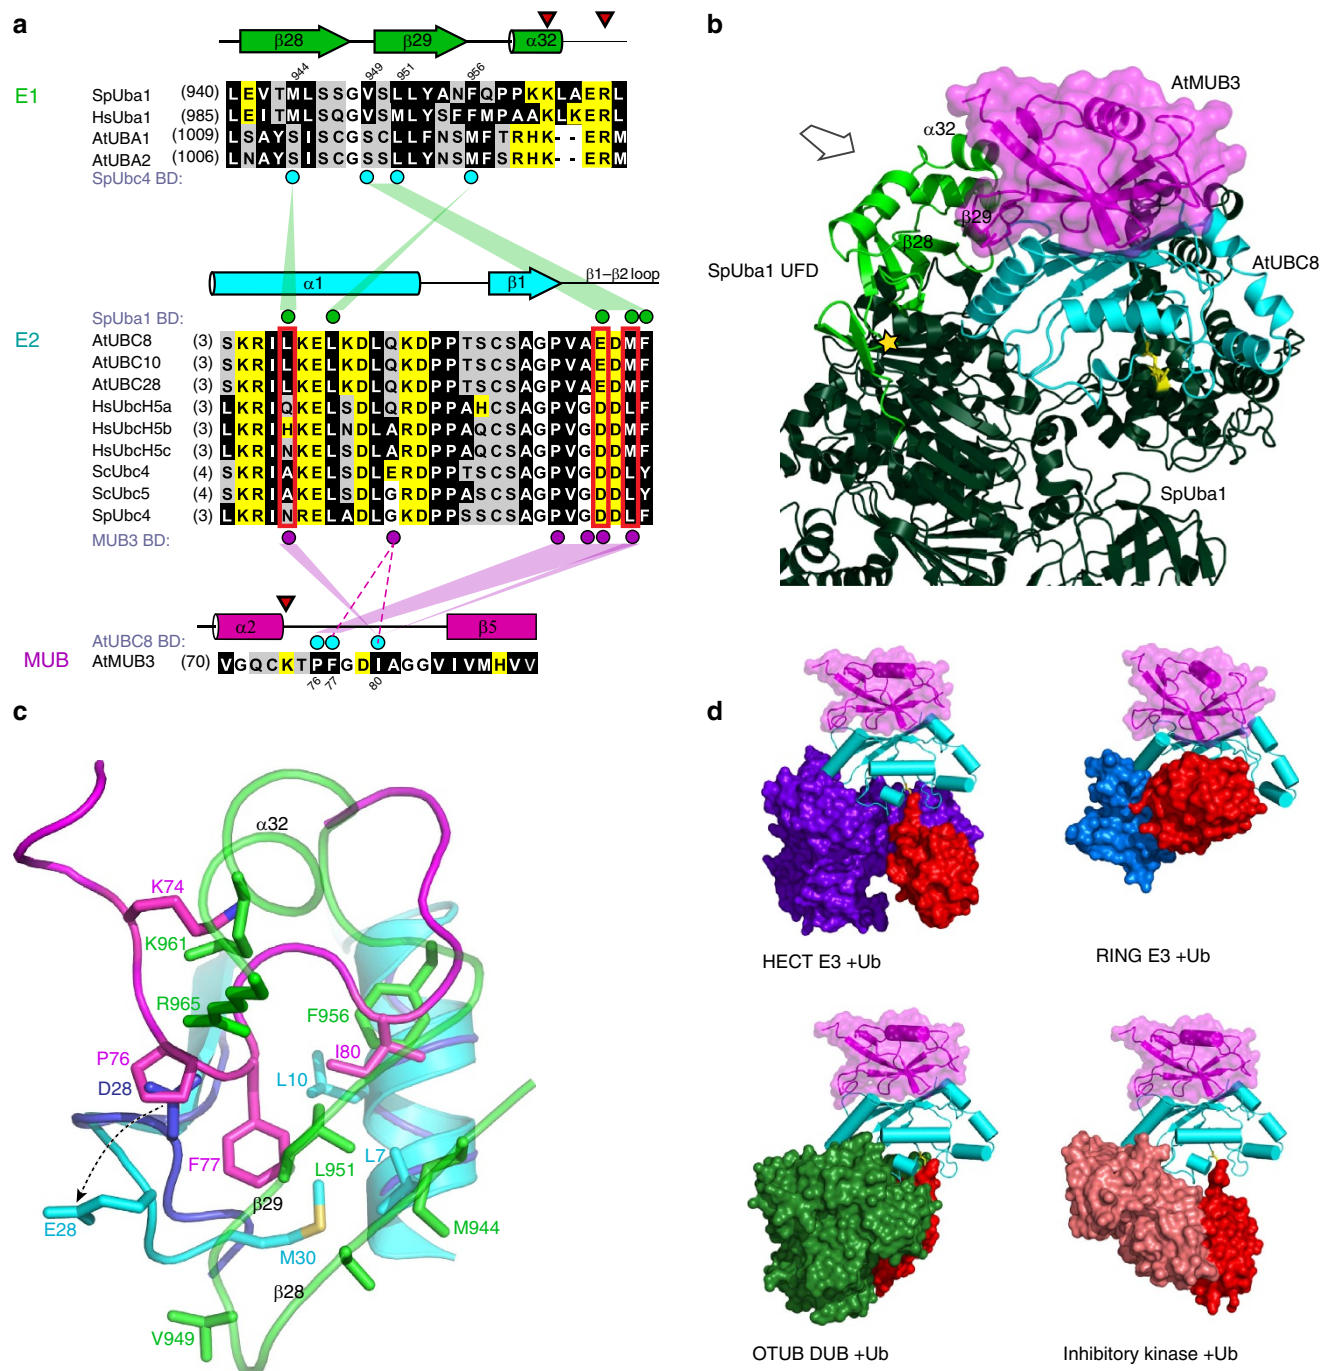 a
β28 β29 α32
944 949 951 956
E1
SpUba1 (940) LEVTMLSSGVSLLYANFQPPKKLAERL
HsUba1 (985) LEITMLSQGVSMLYSFFMPAAKLKERL
AtUBA1 (1009) LSAYSISCGSCLLFNSMFTRHK--ERM
AtUBA2 (1006) LNAYSISCGSSLLYNSMFSRHK--ERM
SpUbc4 BD:
α1 β1 β1–β2 loop
SpUba1 BD:
E2
AtUBC8 (3) SKRILKELKDLQKDPPTSCSAGPVAEDMF
AtUBC10 (3) SKRILKELKDLQKDPPTSCSAGPVAEDMF
AtUBC28 (3) SKRILKELKDLQKDPPTSCSAGPVAEDMF
HsUbcH5a (3) LKRIQKELSDLQRDPPAHCSAGPVGDDLF
HsUbcH5b (3) LKRIHKELNDLARDPPAQCSAGPVGDDMF
HsUbcH5c (3) LKRINKELSDLARDPPAQCSAGPVGDDMF
ScUbc4 (4) SKRIAKELSDLERDPPTSCSAGPVGDDLY
ScUbc5 (4) SKRIAKELSDLGRDPPASCSAGPVGDDLY
SpUbc4 (3) LKRINRELADLGKDPPSSCSAGPVGDDLF
MUB3 BD:
α2 β5
AtUBC8 BD:
MUB
AtMUB3 (70) VGQCKTPFGDIAGGVIVMHVV
76 77 80
b
AtMUB3
α32
β29
β28
SpUba1 UFD
AtUBC8
SpUba1
c
α32
K74
K961
R965
F956
P76
I80
D28
L10
F77
L951
L7
β29
E28
M944
M30
β28
V949
d
HECT E3 +Ub
RING E3 +Ub
OTUB DUB +Ub
Inhibitory kinase +Ub